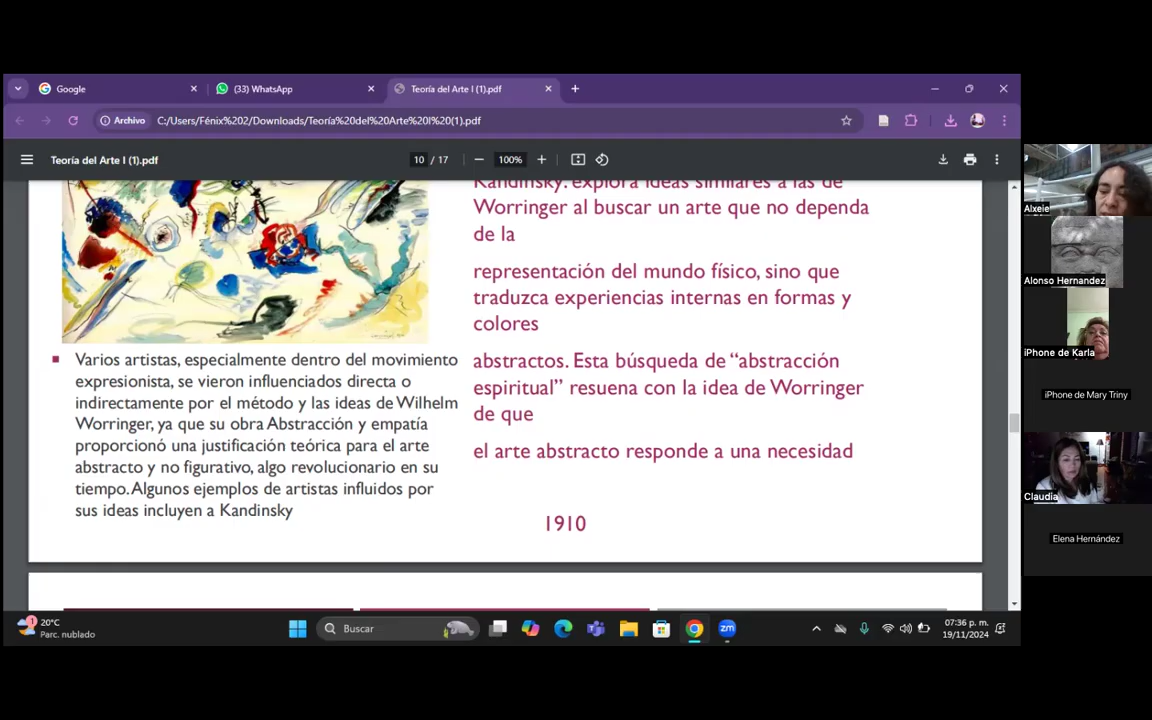 Google
(33) WhatsApp
Teoría del Arte I (1).pdf
Archivo
C:/Users/Fénix%202/Downloads/Teoría%20del%20Arte%20I%20(1).pdf
Teoría del Arte I (1).pdf
10 / 17
100%
Varios artistas, especialmente dentro del movimiento
expresionista, se vieron influenciados directa o
indirectamente por el método y las ideas de Wilhelm
Worringer, ya que su obra Abstracción y empatía
proporcionó una justificación teórica para el arte
abstracto y no figurativo, algo revolucionario en su
tiempo. Algunos ejemplos de artistas influidos por
sus ideas incluyen a Kandinsky
Kandinsky: explora ideas similares a las de
Worringer al buscar un arte que no dependa
de la
representación del mundo físico, sino que
traduzca experiencias internas en formas y
colores
abstractos. Esta búsqueda de “abstracción
espiritual” resuena con la idea de Worringer
de que
el arte abstracto responde a una necesidad
1910
Alxeie
Alonso Hernandez
iPhone de Karla
iPhone de Mary Triny
Claudia
Elena Hernández
1
20°C
Parc. nublado
Buscar
zm
07:36 p. m.
19/11/2024